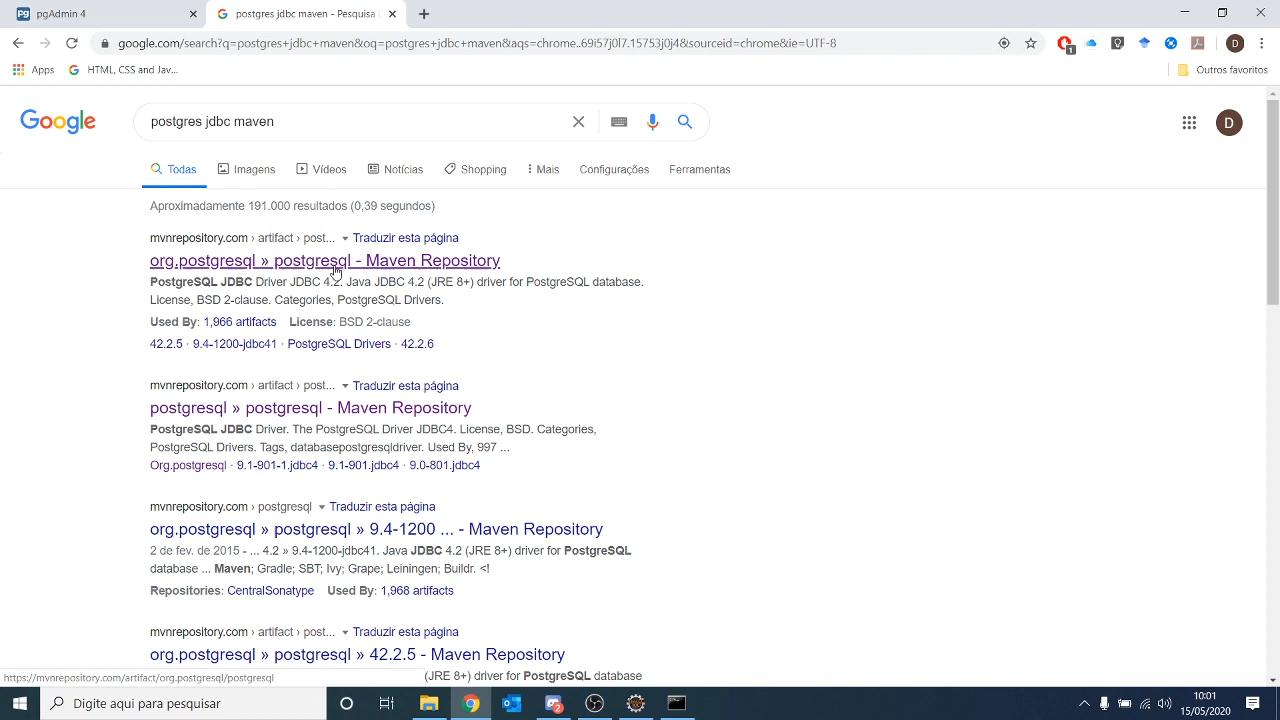 pgAdmin 4
postgres jdbc maven - Pesquisa
google.com/search?q=postgres+jdbc+maven&oq=postgres+jdbc+maven&aqs=chrome..69i57j0l7.15753j0j4&sourceid=chrome&ie=UTF-8
1
D
Apps
HTML, CSS and Jav...
Outros favoritos
Google
postgres jdbc maven
D
Todas
Imagens
Vídeos
Notícias
Shopping
Mais
Configurações
Ferramentas
Aproximadamente 191.000 resultados (0,39 segundos)
mvnrepository.com › artifact › post... Traduzir esta página
org.postgresql » postgresql - Maven Repository
PostgreSQL JDBC Driver JDBC 4.2. Java JDBC 4.2 (JRE 8+) driver for PostgreSQL database.
License, BSD 2-clause. Categories, PostgreSQL Drivers.
Used By: 1,966 artifacts License: BSD 2-clause
42.2.5 · 9.4-1200-jdbc41 · PostgreSQL Drivers · 42.2.6
mvnrepository.com › artifact › post... Traduzir esta página
postgresql » postgresql - Maven Repository
PostgreSQL JDBC Driver. The PostgreSQL Driver JDBC4. License, BSD. Categories,
PostgreSQL Drivers. Tags, databasepostgresqldriver. Used By, 997 ...
Org.postgresql · 9.1-901-1.jdbc4 · 9.1-901.jdbc4 · 9.0-801.jdbc4
mvnrepository.com › postgresql Traduzir esta página
org.postgresql » postgresql » 9.4-1200 ... - Maven Repository
2 de fev. de 2015 - ... 4.2 » 9.4-1200-jdbc41. Java JDBC 4.2 (JRE 8+) driver for PostgreSQL
database ... Maven; Gradle; SBT; Ivy; Grape; Leiningen; Buildr. <!
Repositories: CentralSonatype Used By: 1,968 artifacts
mvnrepository.com › artifact › post... Traduzir esta página
org.postgresql » postgresql » 42.2.5 - Maven Repository
(JRE 8+) driver for PostgreSQL database
https://mvnrepository.com/artifact/org.postgresql/postgresql
Digite aqui para pesquisar
10:01
15/05/2020